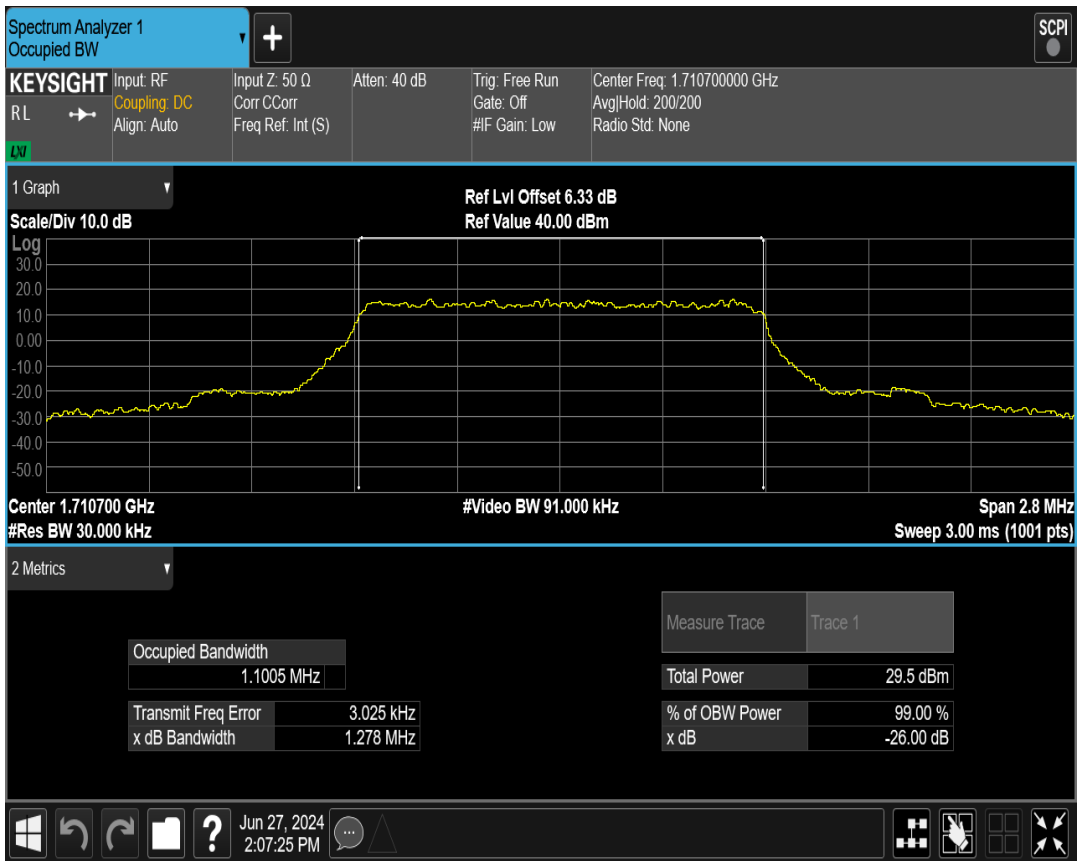 Spectrum Analyzer 1
Occupied BW
+
SCPI
KEYSIGHT
RL
LXI
Input: RF
Coupling: DC
Align: Auto
Input Z: 50 Ω
Corr CCorr
Freq Ref: Int (S)
Atten: 40 dB
Trig: Free Run
Gate: Off
#IF Gain: Low
Center Freq: 1.710700000 GHz
Avg|Hold: 200/200
Radio Std: None
1 Graph
Scale/Div 10.0 dB
Ref Lvl Offset 6.33 dB
Ref Value 40.00 dBm
Log
30.0
20.0
10.0
0.00
-10.0
-20.0
-30.0
-40.0
-50.0
Center 1.710700 GHz
#Res BW 30.000 kHz
#Video BW 91.000 kHz
Span 2.8 MHz
Sweep 3.00 ms (1001 pts)
2 Metrics
Occupied Bandwidth
1.1005 MHz
Transmit Freq Error 3.025 kHz
x dB Bandwidth 1.278 MHz
Measure Trace Trace 1
Total Power 29.5 dBm
% of OBW Power 99.00 %
x dB -26.00 dB
?
Jun 27, 2024
2:07:25 PM